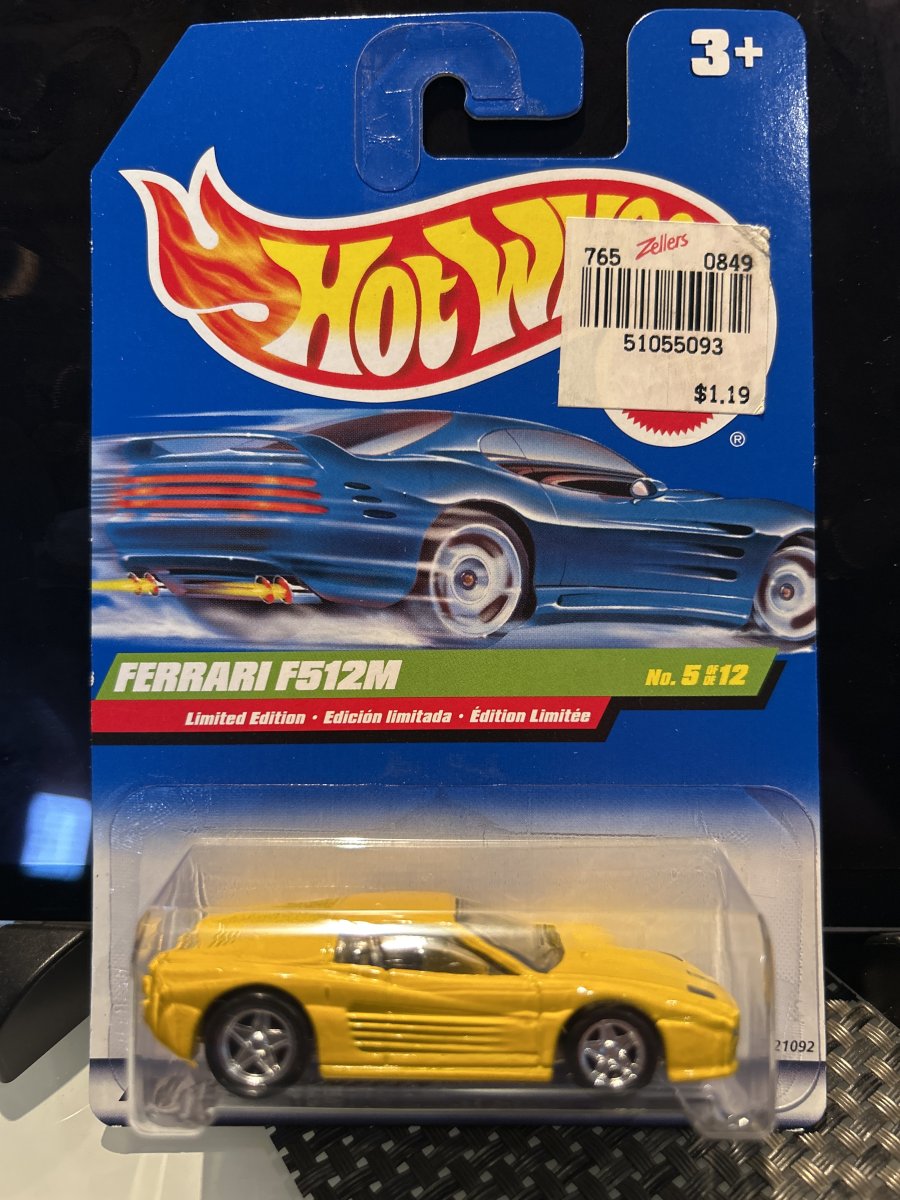 3+
HOT WHEELS
Zellers
765 0849
51055093
$1.19
®
FERRARI F512M
No. 5 OF DE 12
Limited Edition • Edición limitada • Édition Limitée
21092